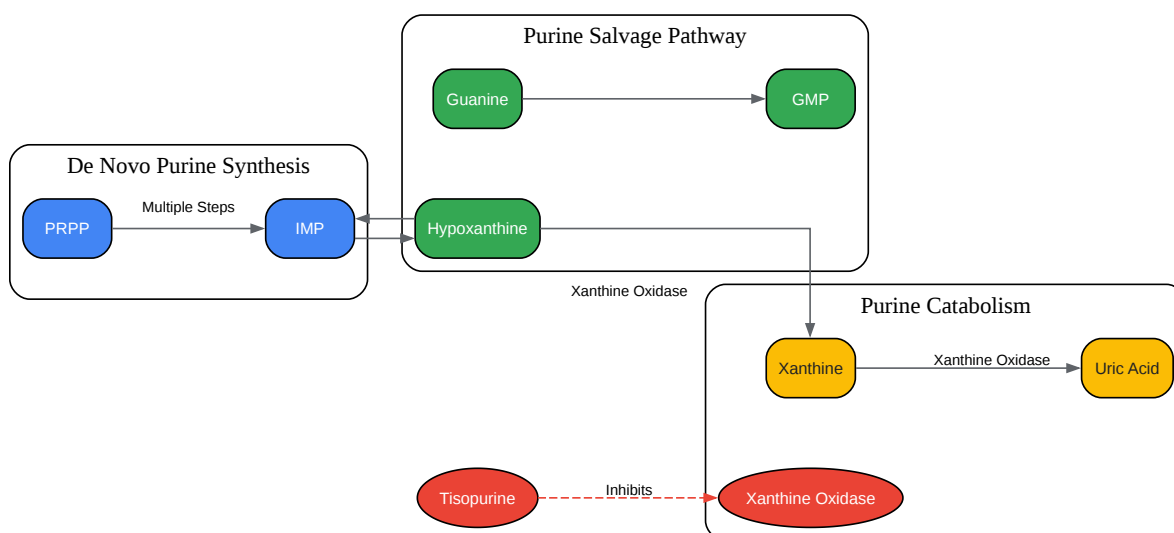 Purine Salvage Pathway
Guanine
GMP
De Novo Purine Synthesis
PRPP
Multiple Steps
IMP
Hypoxanthine
Xanthine Oxidase
Purine Catabolism
Xanthine
Xanthine Oxidase
Uric Acid
Tisopurine
Inhibits
Xanthine Oxidase